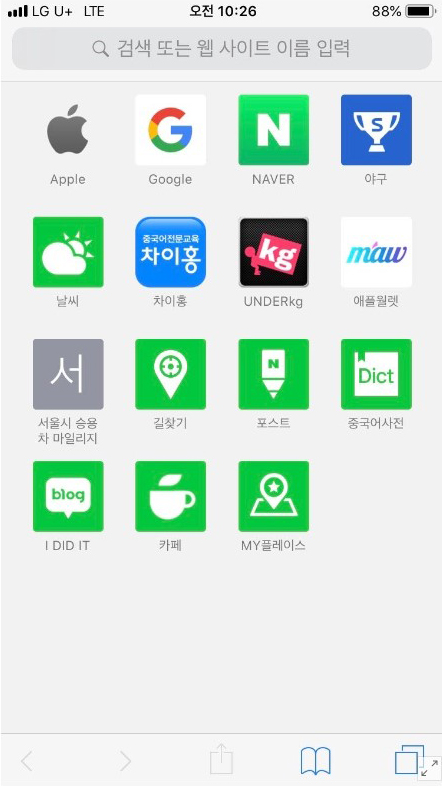 LG U+ LTE 오전 10:26 88%
검색 또는 웹 사이트 이름 입력
G N S
Apple Google NAVER 야구
중국어전문교육
차이홍
kg
maw
날씨 차이홍 UNDERkg 애플월렛
서
N
Dict
서울시 승용
차 마일리지
길찾기 포스트 중국어사전
blog
I DID IT 카페 MY플레이스